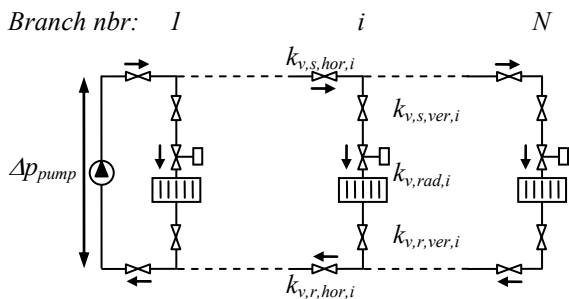 Branch nbr: 1 i N
k_{v,s,hor,i}
k_{v,s,ver,i}
Δp_{pump}
k_{v,rad,i}
k_{v,r,ver,i}
k_{v,r,hor,i}